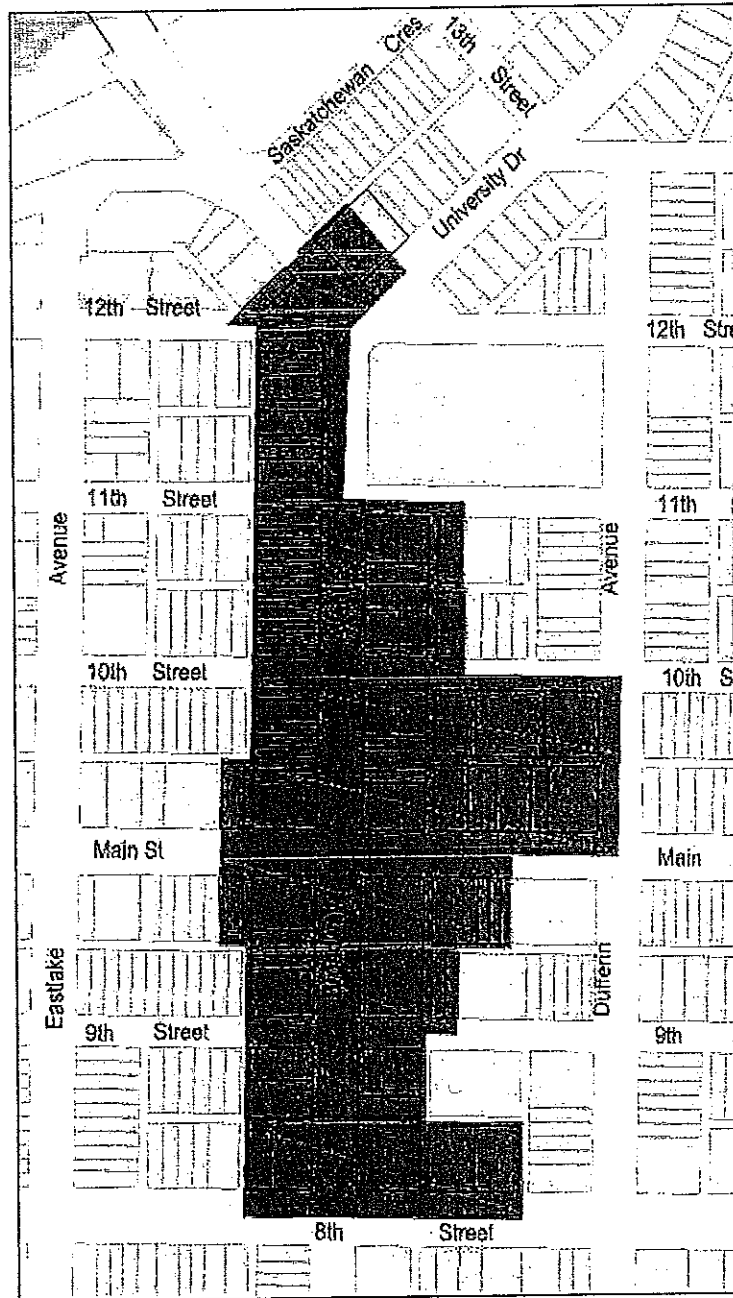 Saskatchewan Cres
13th Street
University Dr
12th Street
12th Stre
11th Street
11th S
Avenue
Avenue
10th Street
10th S
Main St
Main
Eastlake
Dufferin
9th Street
9th
8th Street